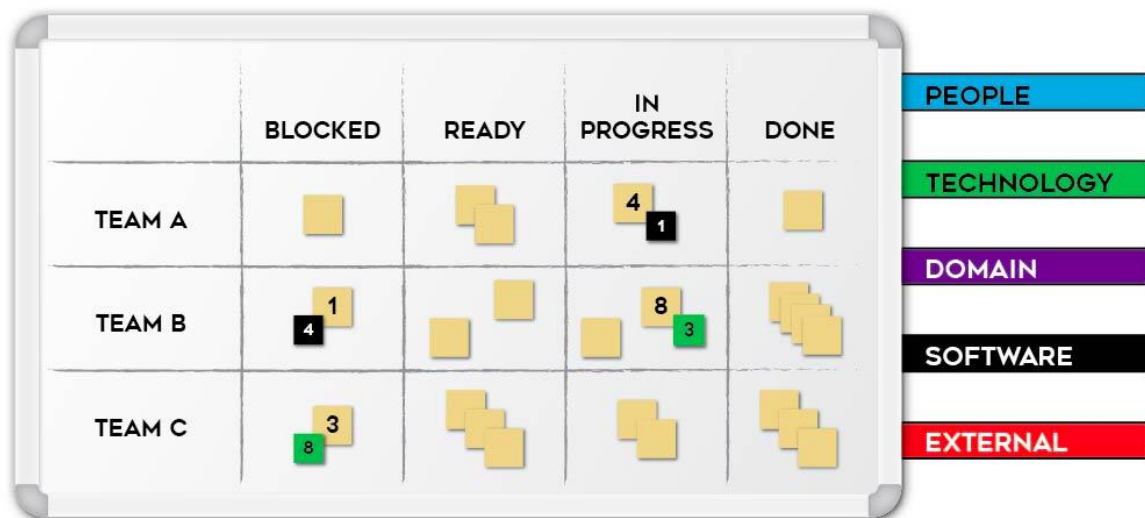 BLOCKED
READY
IN
PROGRESS
DONE
TEAM A
4
1
TEAM B
1
4
8
3
TEAM C
3
8
PEOPLE
TECHNOLOGY
DOMAIN
SOFTWARE
EXTERNAL